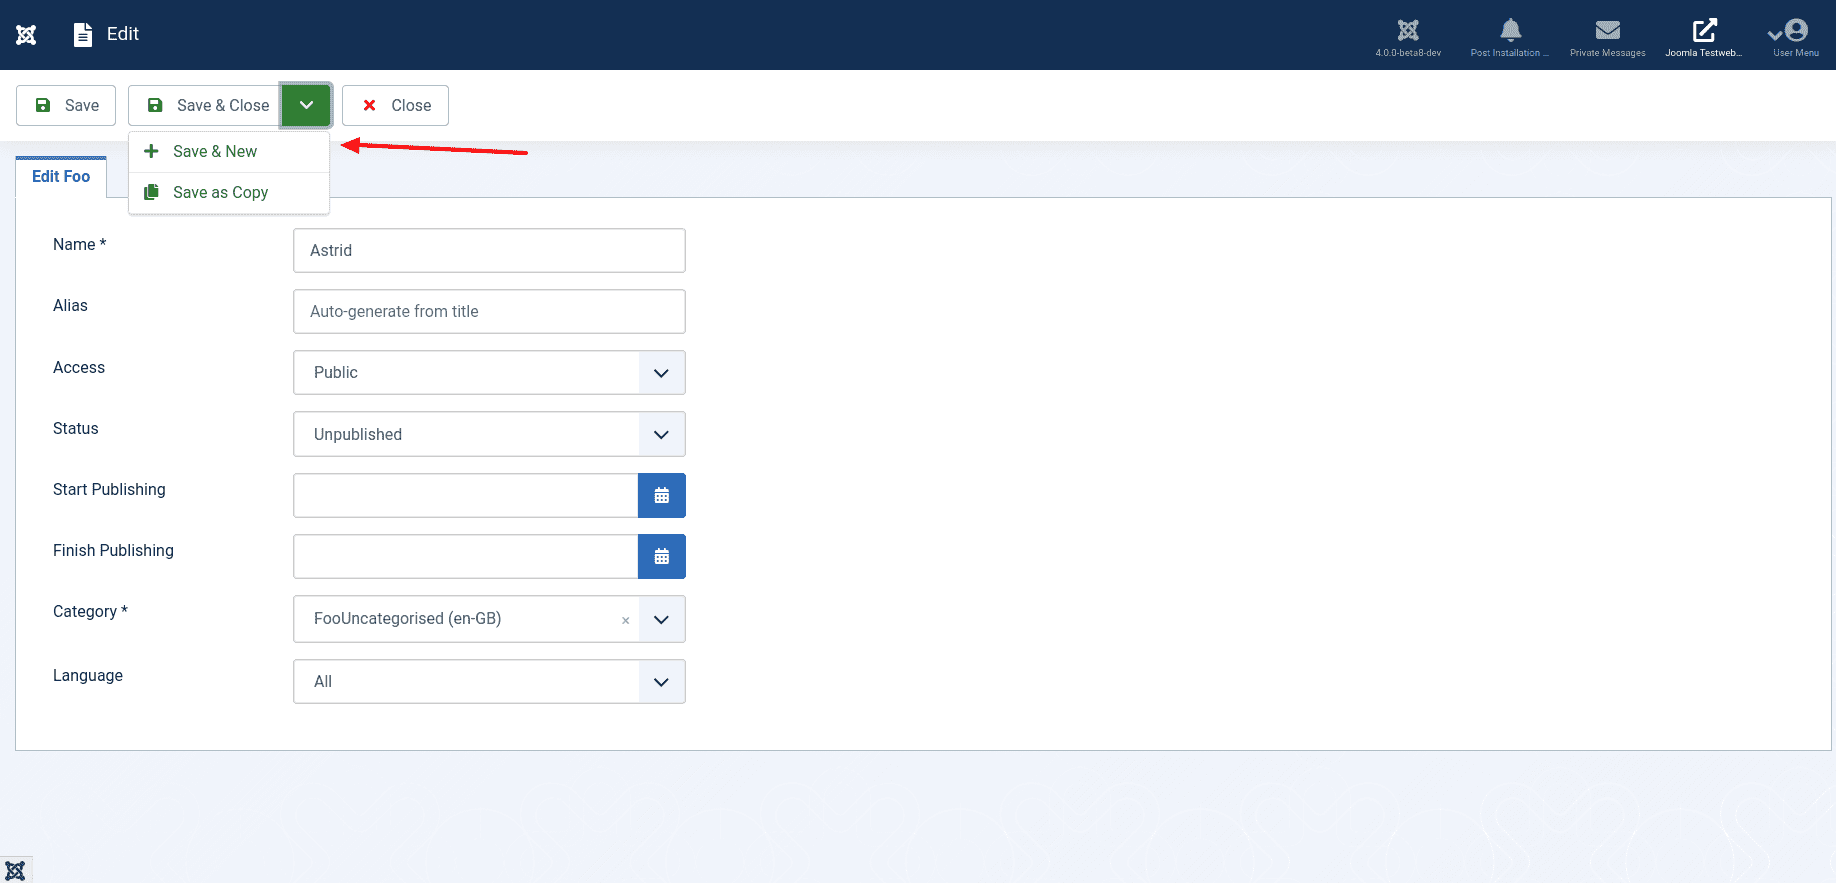 Edit
4.0.0-beta8-dev
Post Installation ...
Private Messages
Joomla Testweb...
User Menu
Save
Save & Close
Close
Save & New
Save as Copy
Edit Foo
Name *
Astrid
Alias
Auto-generate from title
Access
Public
Status
Unpublished
Start Publishing
Finish Publishing
Category *
FooUncategorised (en-GB) ×
Language
All